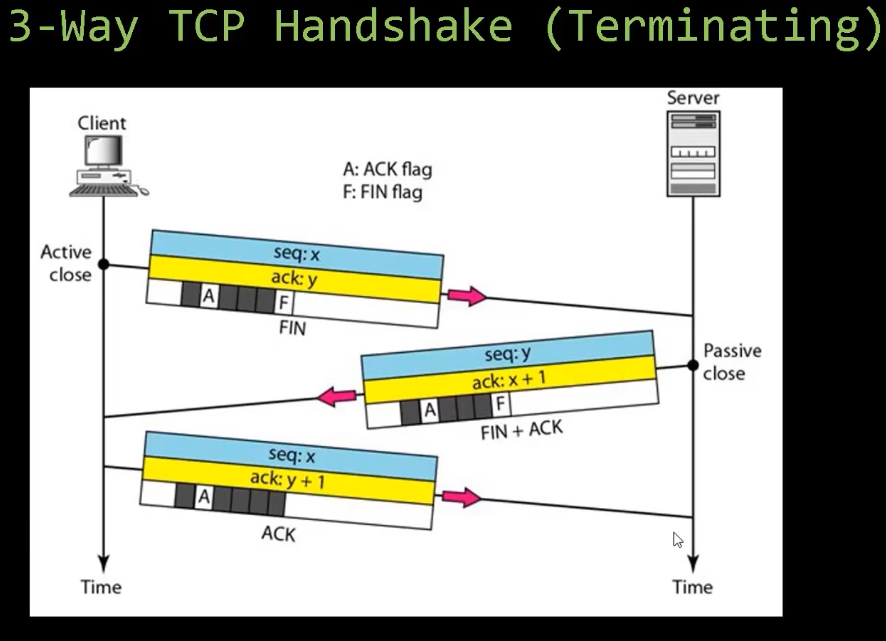 3-Way TCP Handshake (Terminating)
Server
Client
A: ACK flag
F: FIN flag
Active
close
seq: x
ack: y
A F
FIN
Passive
close
seq: y
ack: x + 1
A F
FIN + ACK
seq: x
ack: y + 1
A
ACK
Time
Time